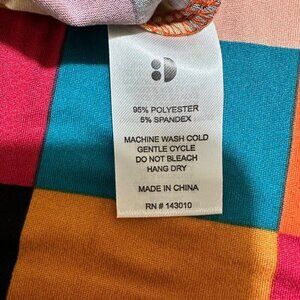 95% POLYESTER
5% SPANDEX
MACHINE WASH COLD
GENTLE CYCLE
DO NOT BLEACH
HANG DRY
MADE IN CHINA
RN # 143010